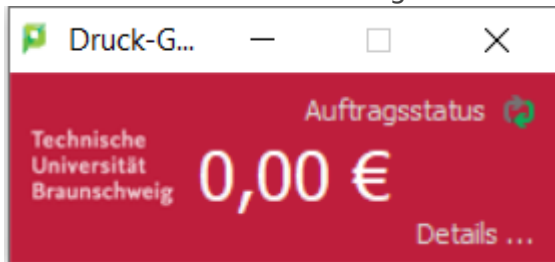 Druck-G...
Auftragsstatus
Technische
Universität
Braunschweig
0,00 €
Details ...